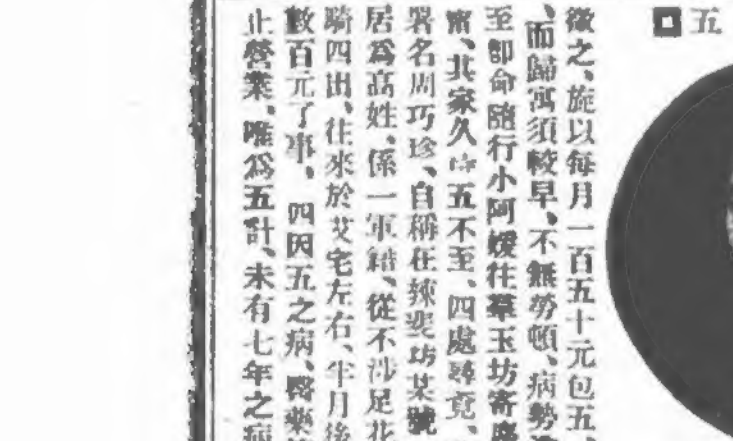 五
徵之、旋以每月一百五十元包五、
、而歸寓須較早、不無勞頓、病勢
至卽命隨行小阿媛往羣玉坊寄
甯、其家久待五不至、四處尋覓、
署名周巧珍、自稱在辣斐坊某號
居爲高姓、係一軍籍、從不涉足花
騎四出、往來於艾宅左右、半月後
數百元了事、四因五之病、醫藥
止營業、唯爲五計、未有七年之病